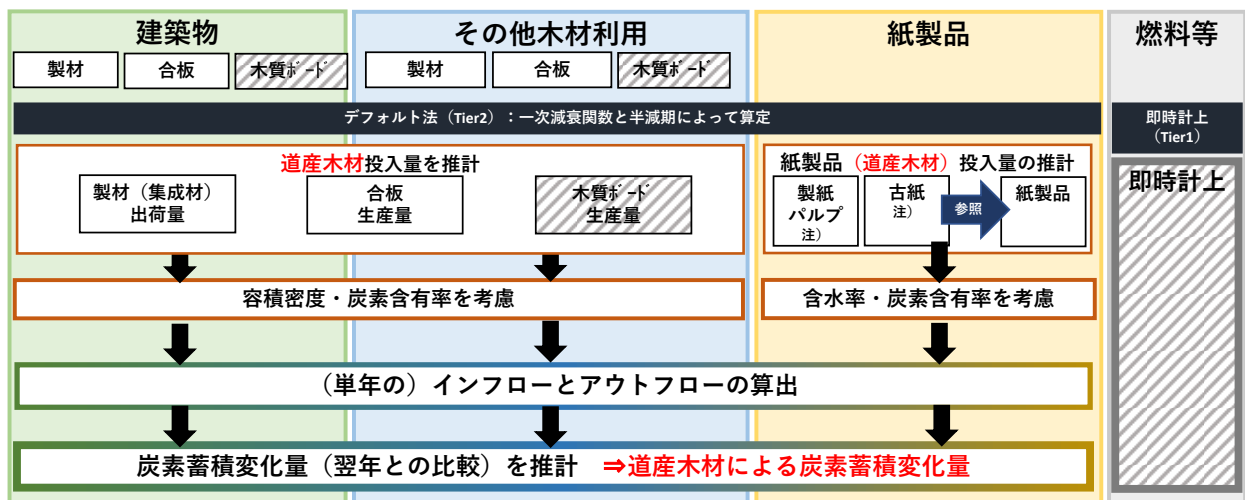 建築物
製材
合板
木質ﾎﾞｰﾄﾞ
その他木材利用
製材
合板
木質ﾎﾞｰﾄﾞ
紙製品
燃料等
デフォルト法（Tier2）：一次減衰関数と半減期によって算定
即時計上
（Tier1）
道産木材投入量を推計
製材（集成材）
出荷量
合板
生産量
木質ﾎﾞｰﾄﾞ
生産量
紙製品（道産木材）投入量の推計
製紙
パルプ
注）
古紙
注）
参照
紙製品
即時計上
容積密度・炭素含有率を考慮
含水率・炭素含有率を考慮
（単年の）インフローとアウトフローの算出
炭素蓄積変化量（翌年との比較）を推計　⇒道産木材による炭素蓄積変化量